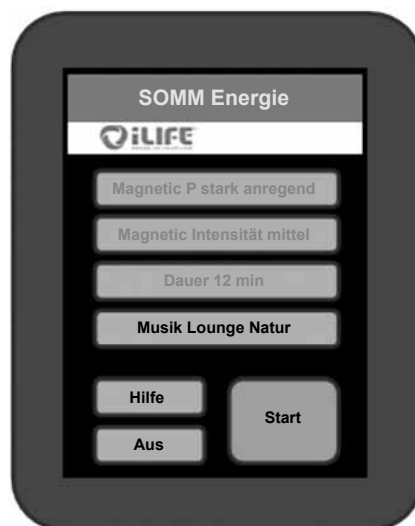 SOMM Energie
iLIFE
Magnetic P stark anregend
Magnetic Intensität mittel
Dauer 12 min
Musik Lounge Natur
Hilfe
Start
Aus